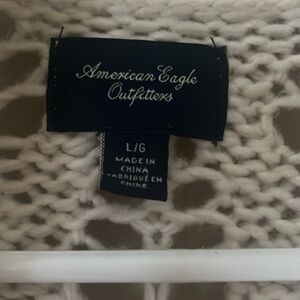 American Eagle
Outfitters
L/G
MADE IN
CHINA
FABRIQUÉ EN
CHINE